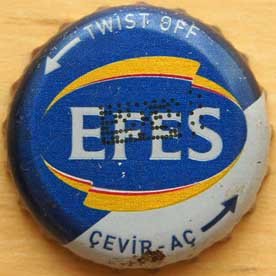 TWIST OFF
EFES
ÇEVİR-AÇ